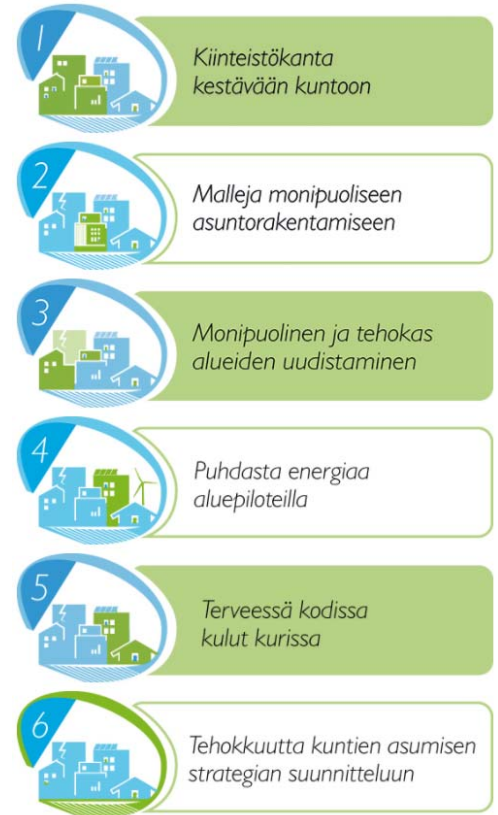 1
Kiinteistökanta
kestävään kuntoon
2
Malleja monipuoliseen
asuntorakentamiseen
3
Monipuolinen ja tehokas
alueiden uudistaminen
4
Puhdasta energiaa
aluepiloteilla
5
Terveessä kodissa
kulut kurissa
6
Tehokkuutta kuntien asumisen
strategian suunnitteluun